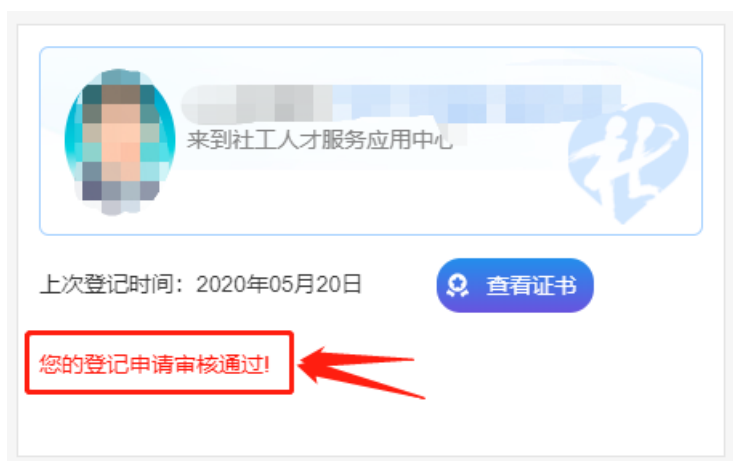 来到社工人才服务应用中心
上次登记时间：2020年05月20日
查看证书
您的登记申请审核通过!
社